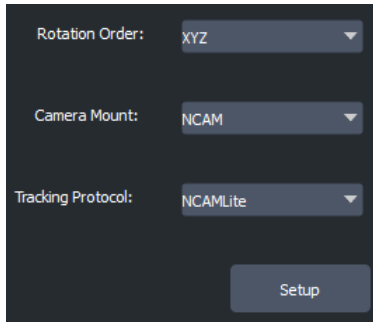 Rotation Order: XYZ
Camera Mount: NCAM
Tracking Protocol: NCAMLite
Setup